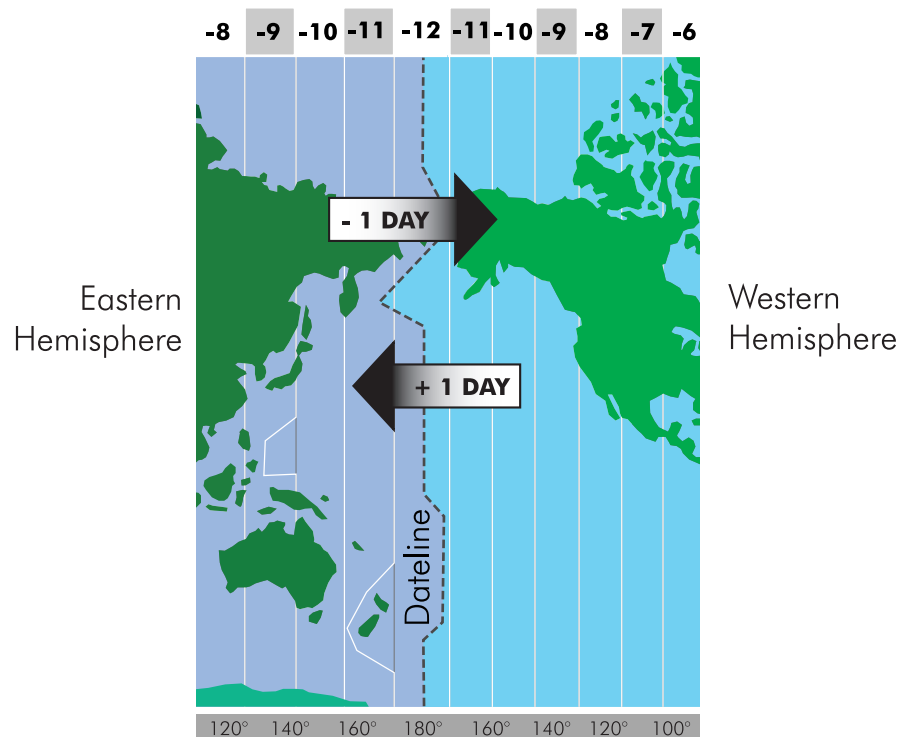 -8 -9 -10 -11 -12 -11 -10 -9 -8 -7 -6
- 1 DAY
Eastern
Hemisphere
Western
Hemisphere
+ 1 DAY
Dateline
120° 140° 160° 180° 160° 140° 120° 100°